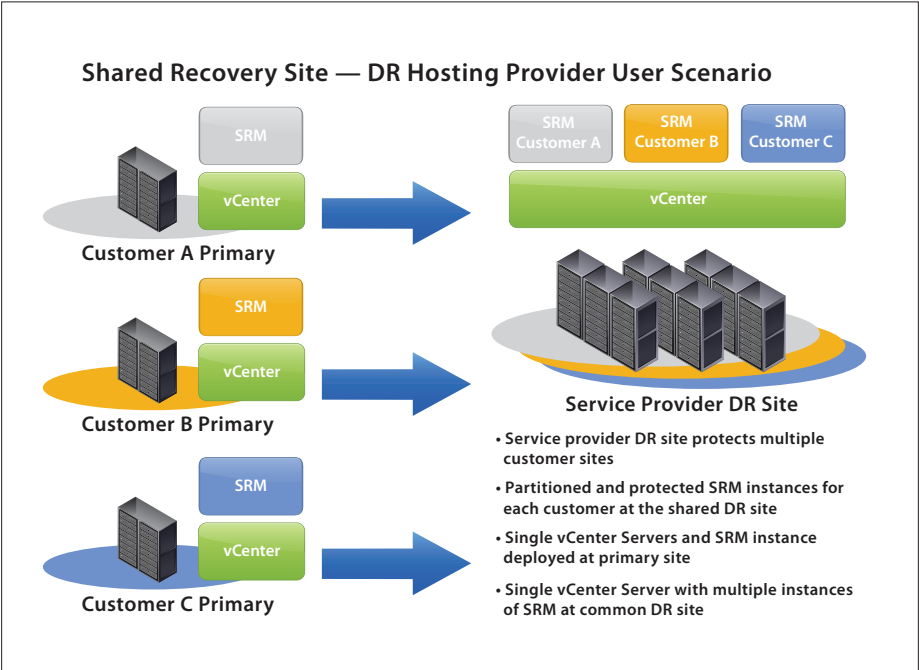 Shared Recovery Site — DR Hosting Provider User Scenario
SRM
vCenter
Customer A Primary
SRM
vCenter
Customer B Primary
SRM
vCenter
Customer C Primary
SRM
Customer A
SRM
Customer B
SRM
Customer C
vCenter
Service Provider DR Site
• Service provider DR site protects multiple
customer sites
• Partitioned and protected SRM instances for
each customer at the shared DR site
• Single vCenter Servers and SRM instance
deployed at primary site
• Single vCenter Server with multiple instances
of SRM at common DR site